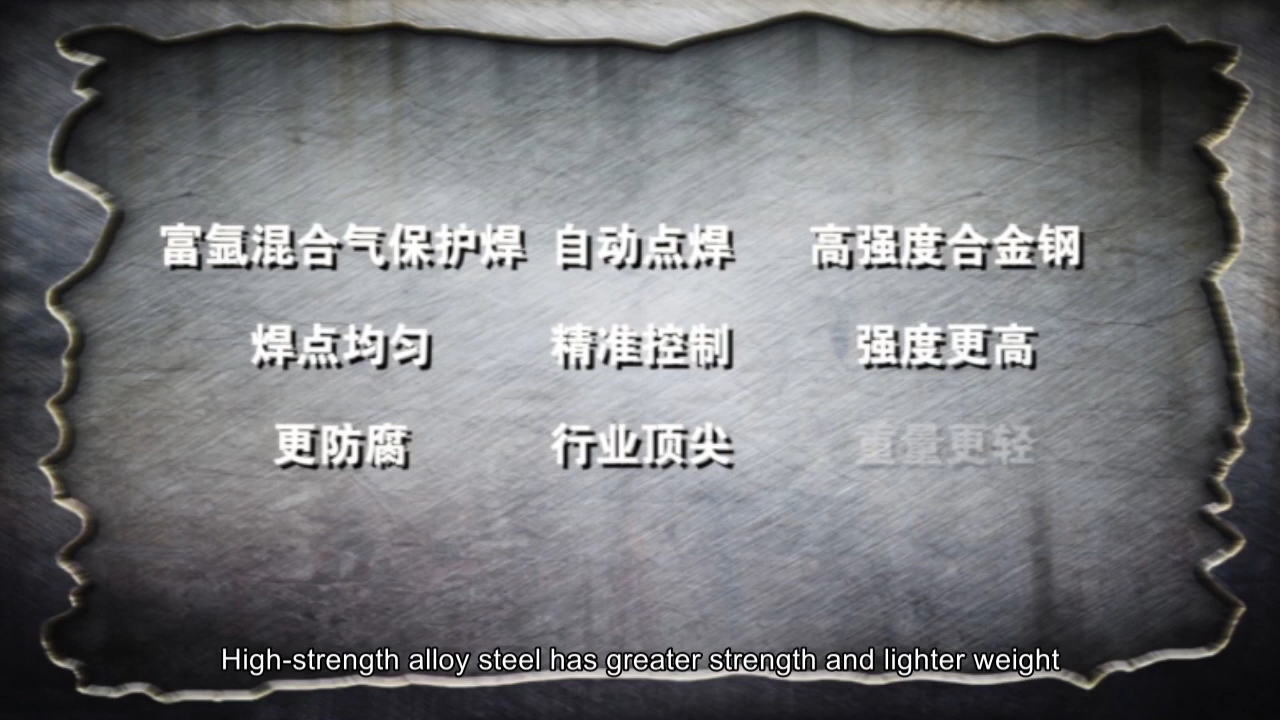 富氩混合气保护焊 自动点焊 高强度合金钢
焊点均匀 精准控制 强度更高
更防腐 行业顶尖 重量更轻
High-strength alloy steel has greater strength and lighter weight